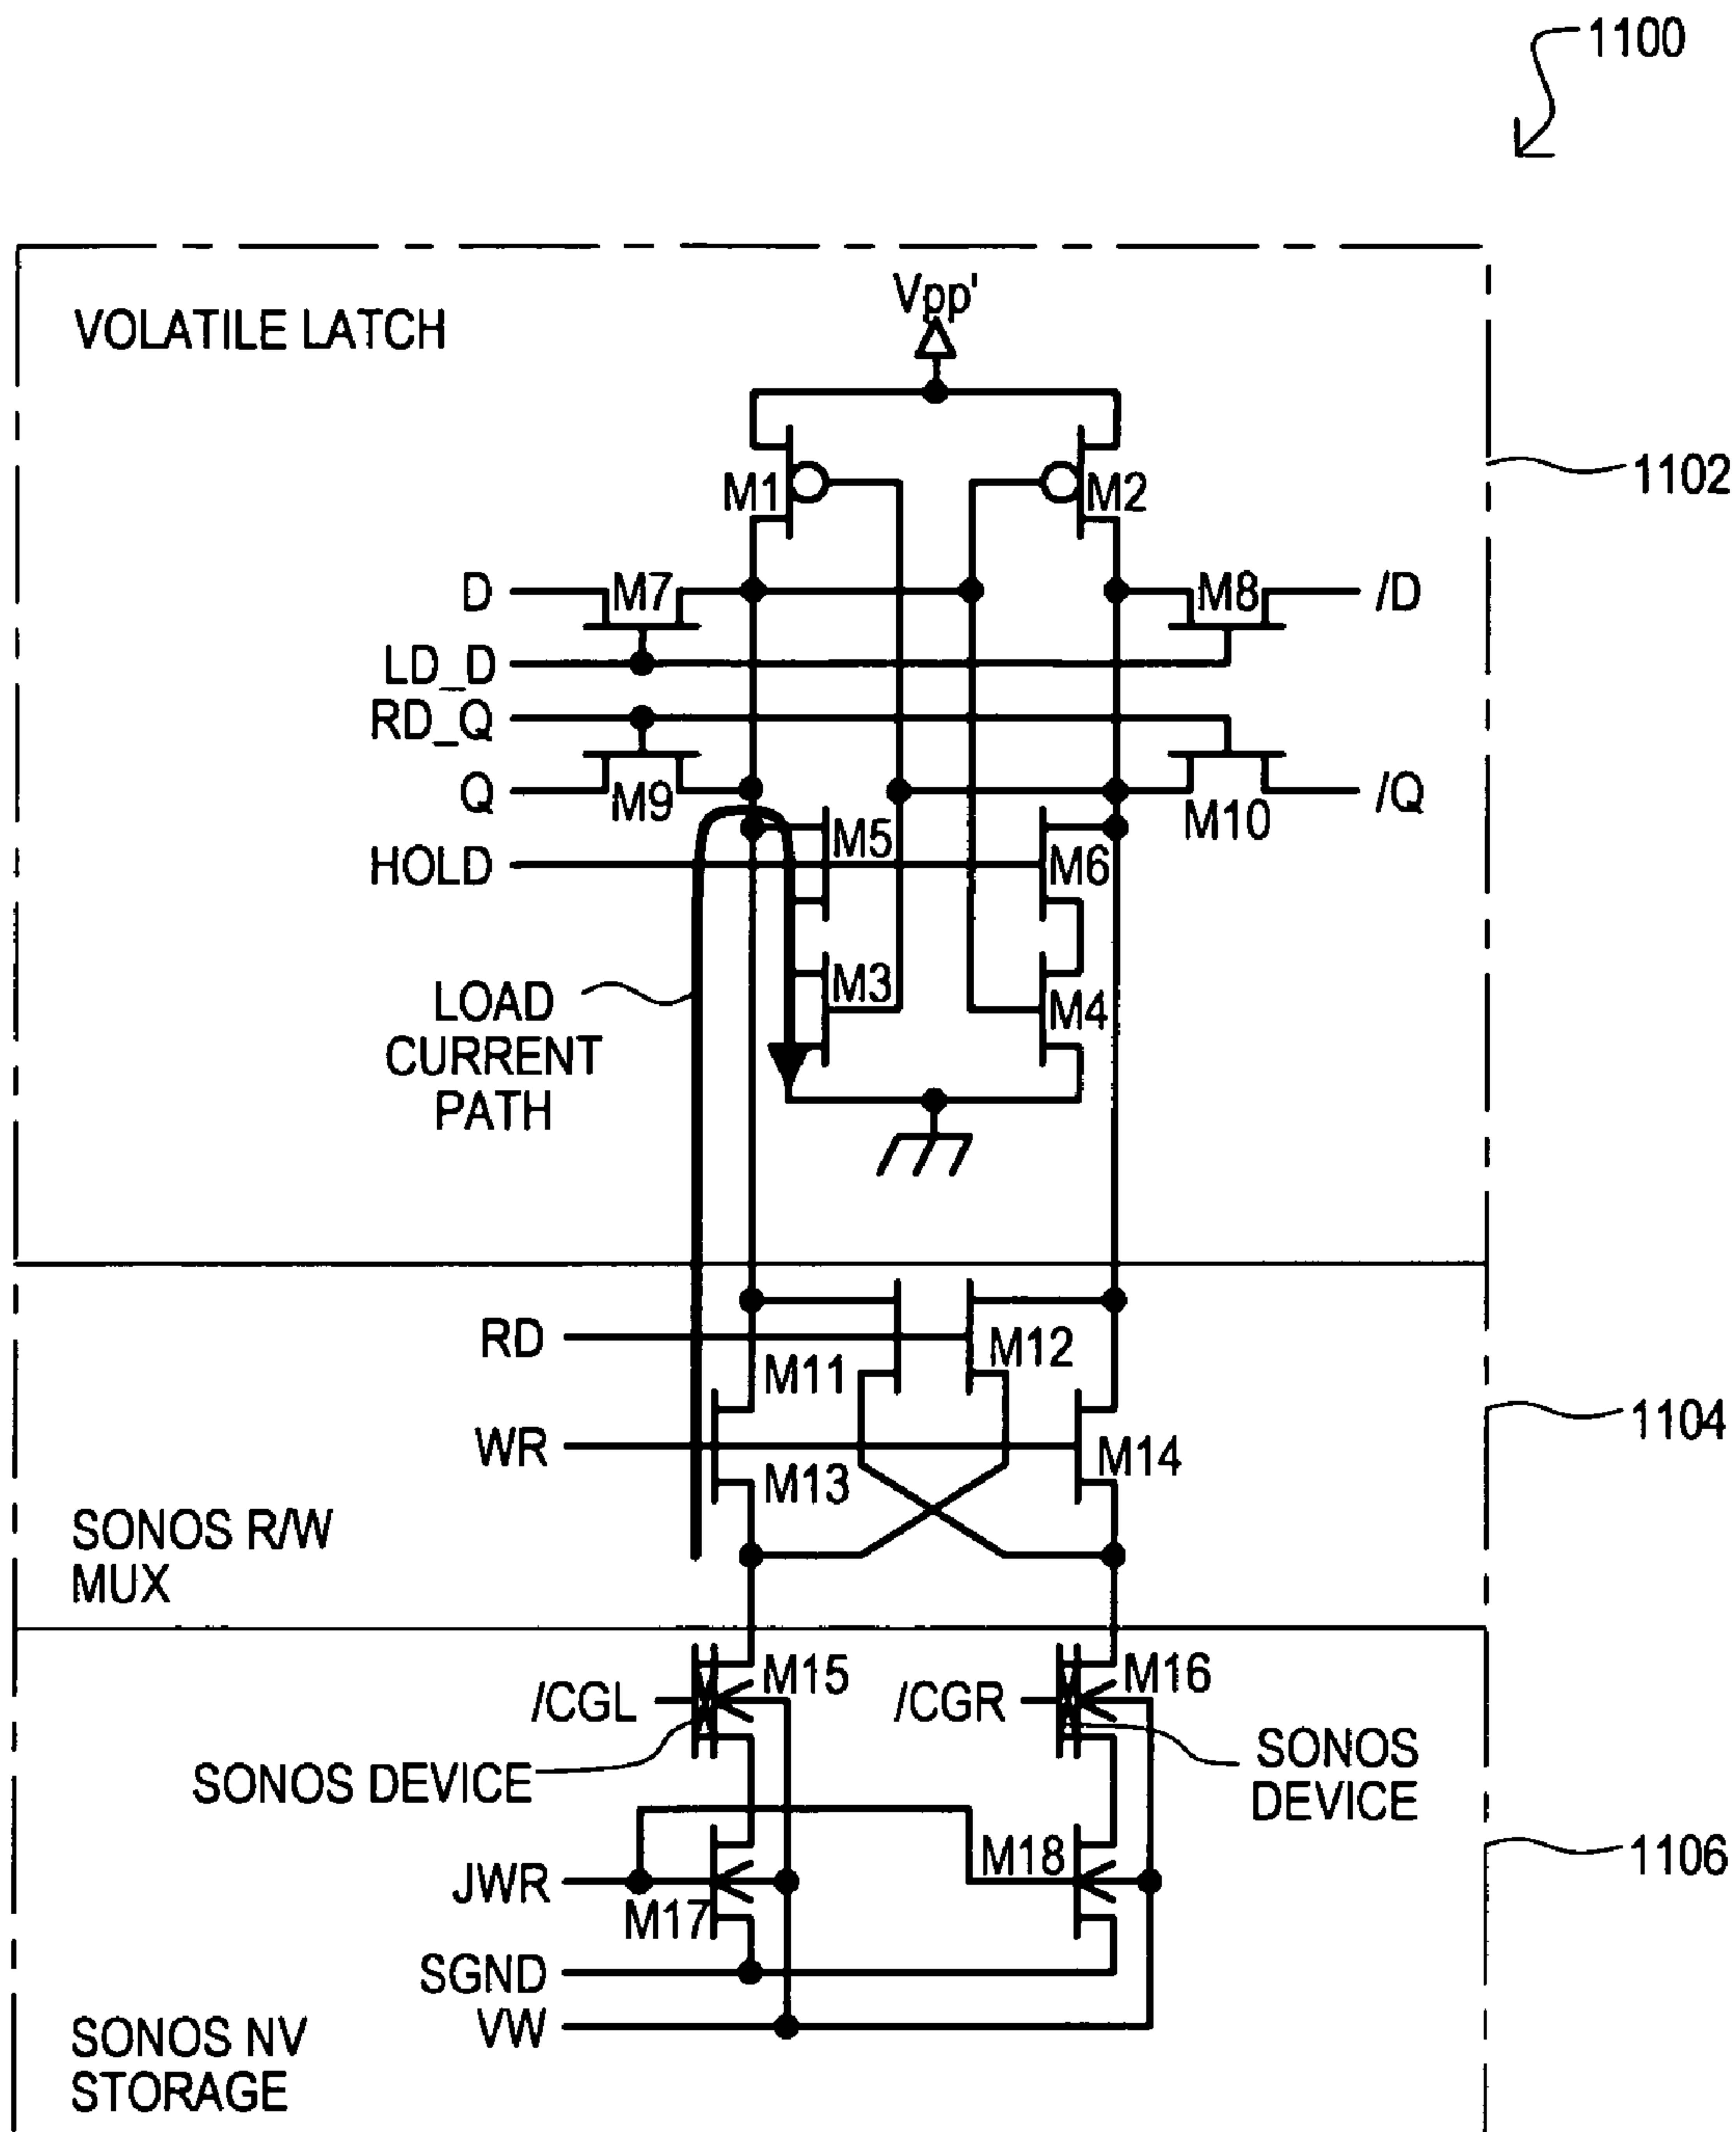 1100
VOLATILE LATCH
Vpp'
1102
M1
M2
D
M7
M8
/D
LD_D
RD_Q
Q
M9
M10
/Q
M5
HOLD
M6
M3
M4
LOAD
CURRENT
PATH
RD
M11
M12
1104
WR
M13
M14
SONOS R/W
MUX
/CGL
M15
/CGR
M16
SONOS DEVICE
SONOS
DEVICE
1106
JWR
M17
M18
SGND
VW
SONOS NV
STORAGE